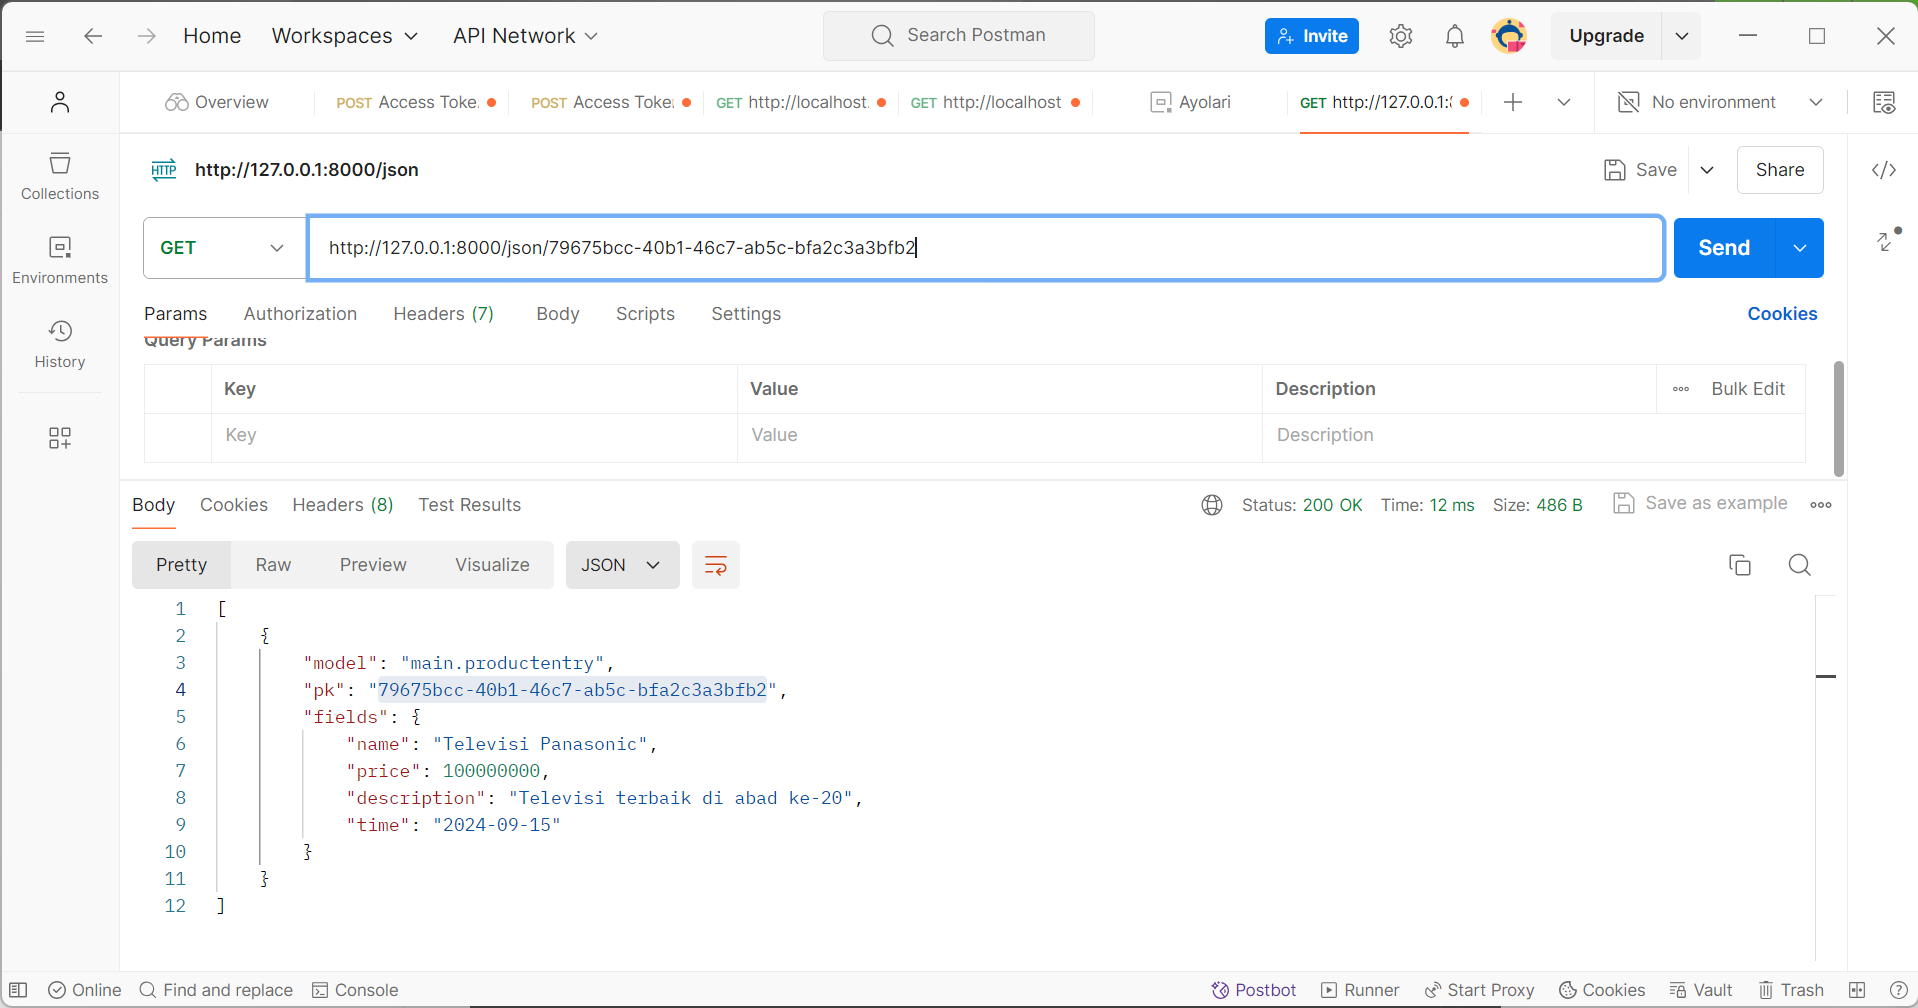 Home Workspaces API Network Search Postman Invite Upgrade
Overview POST Access Toke POST Access Toke GET http://localhost. GET http://localhost Ayolari GET http://127.0.0.1: No environment
HTTP http://127.0.0.1:8000/json Save Share
Collections
GET http://127.0.0.1:8000/json/79675bcc-40b1-46c7-ab5c-bfa2c3a3bfb2 Send
Environments
Params Authorization Headers (7) Body Scripts Settings Cookies
Query Params
History
Key Value Description Bulk Edit
Key Value Description
Body Cookies Headers (8) Test Results Status: 200 OK Time: 12 ms Size: 486 B Save as example
Pretty Raw Preview Visualize JSON
1 [
2 {
3 "model": "main.productentry",
4 "pk": "79675bcc-40b1-46c7-ab5c-bfa2c3a3bfb2",
5 "fields": {
6 "name": "Televisi Panasonic",
7 "price": 100000000,
8 "description": "Televisi terbaik di abad ke-20",
9 "time": "2024-09-15"
10 }
11 }
12 ]
Online Find and replace Console Postbot Runner Start Proxy Cookies Vault Trash